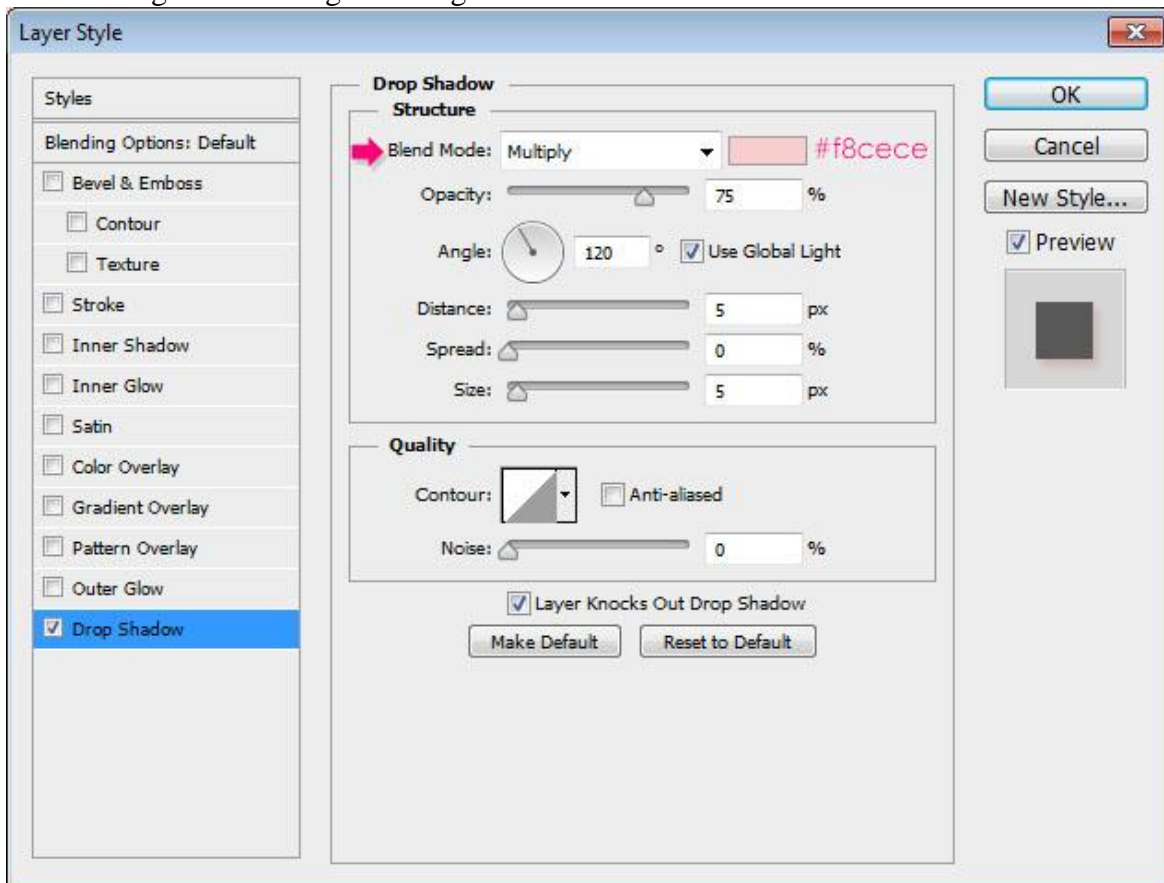 Layer Style
Styles
Blending Options: Default
Bevel & Emboss
Contour
Texture
Stroke
Inner Shadow
Inner Glow
Satin
Color Overlay
Gradient Overlay
Pattern Overlay
Outer Glow
Drop Shadow
Drop Shadow
Structure
Blend Mode: Multiply #f8cece
Opacity: 75 %
Angle: 120 ° Use Global Light
Distance: 5 px
Spread: 0 %
Size: 5 px
Quality
Contour: Anti-aliased
Noise: 0 %
Layer Knocks Out Drop Shadow
Make Default Reset to Default
OK
Cancel
New Style...
Preview